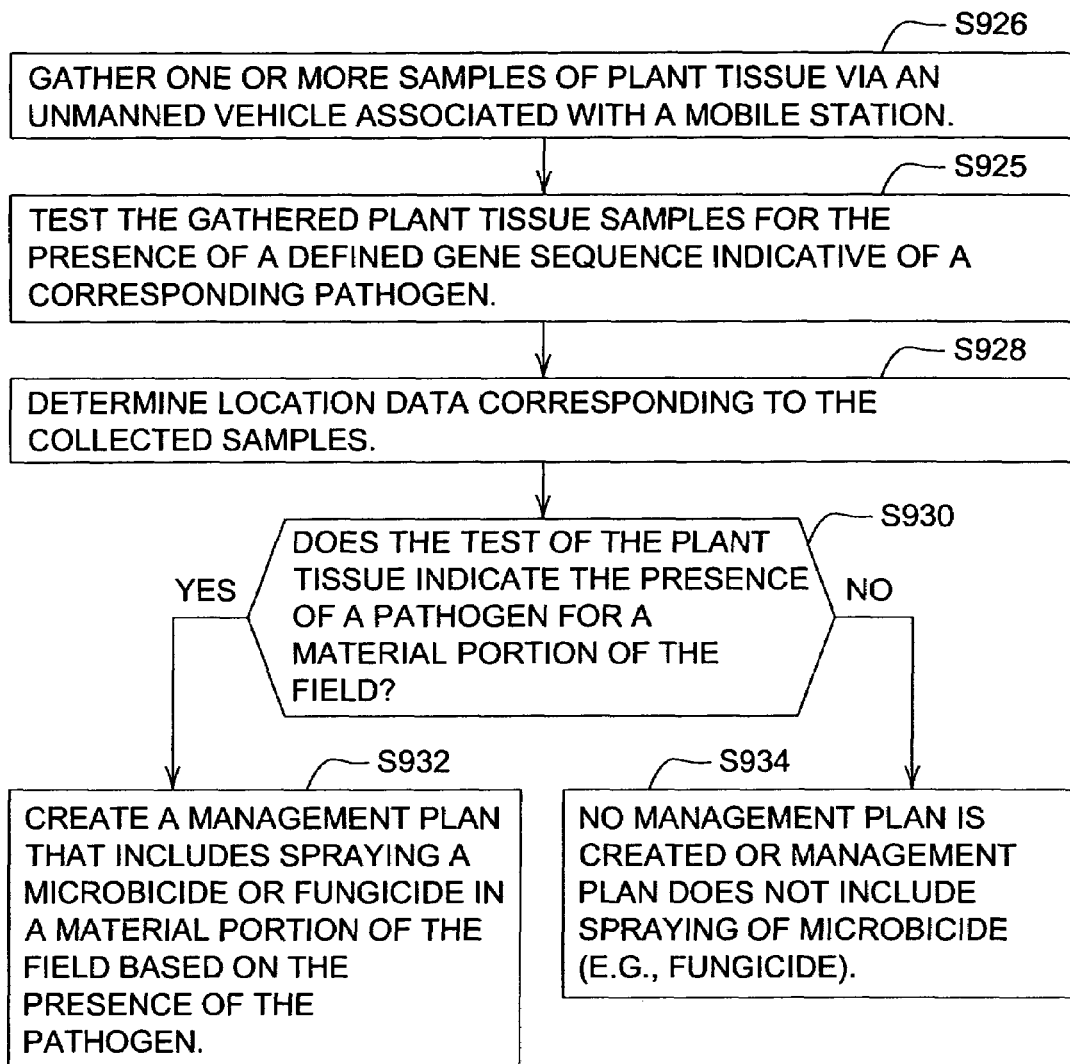 S926
GATHER ONE OR MORE SAMPLES OF PLANT TISSUE VIA AN
UNMANNED VEHICLE ASSOCIATED WITH A MOBILE STATION.
S925
TEST THE GATHERED PLANT TISSUE SAMPLES FOR THE
PRESENCE OF A DEFINED GENE SEQUENCE INDICATIVE OF A
CORRESPONDING PATHOGEN.
S928
DETERMINE LOCATION DATA CORRESPONDING TO THE
COLLECTED SAMPLES.
S930
DOES THE TEST OF THE PLANT
TISSUE INDICATE THE PRESENCE
OF A PATHOGEN FOR A
MATERIAL PORTION OF THE
FIELD?
YES
NO
S932
CREATE A MANAGEMENT PLAN
THAT INCLUDES SPRAYING A
MICROBICIDE OR FUNGICIDE IN
A MATERIAL PORTION OF THE
FIELD BASED ON THE
PRESENCE OF THE
PATHOGEN.
S934
NO MANAGEMENT PLAN IS
CREATED OR MANAGEMENT
PLAN DOES NOT INCLUDE
SPRAYING OF MICROBICIDE
(E.G., FUNGICIDE).